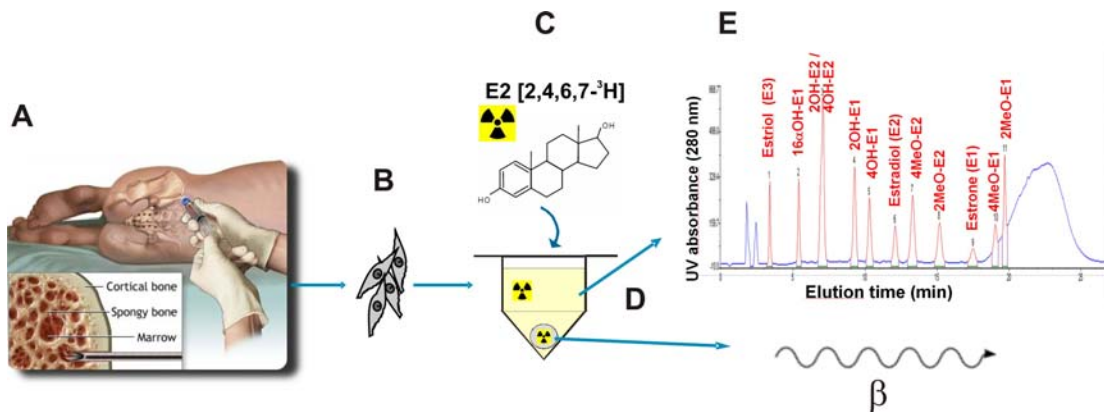 A
Cortical bone
Spongy bone
Marrow
B
C
E2 [2,4,6,7-³H]
OH
HO
D
E
UV absorbance (280 nm)
Estriol (E3)
16αOH-E1
2OH-E2 /
4OH-E2
2OH-E1
4OH-E1
Estradiol (E2)
4MeO-E2
2MeO-E2
Estrone (E1)
4MeO-E1
2MeO-E1
Elution time (min)
β